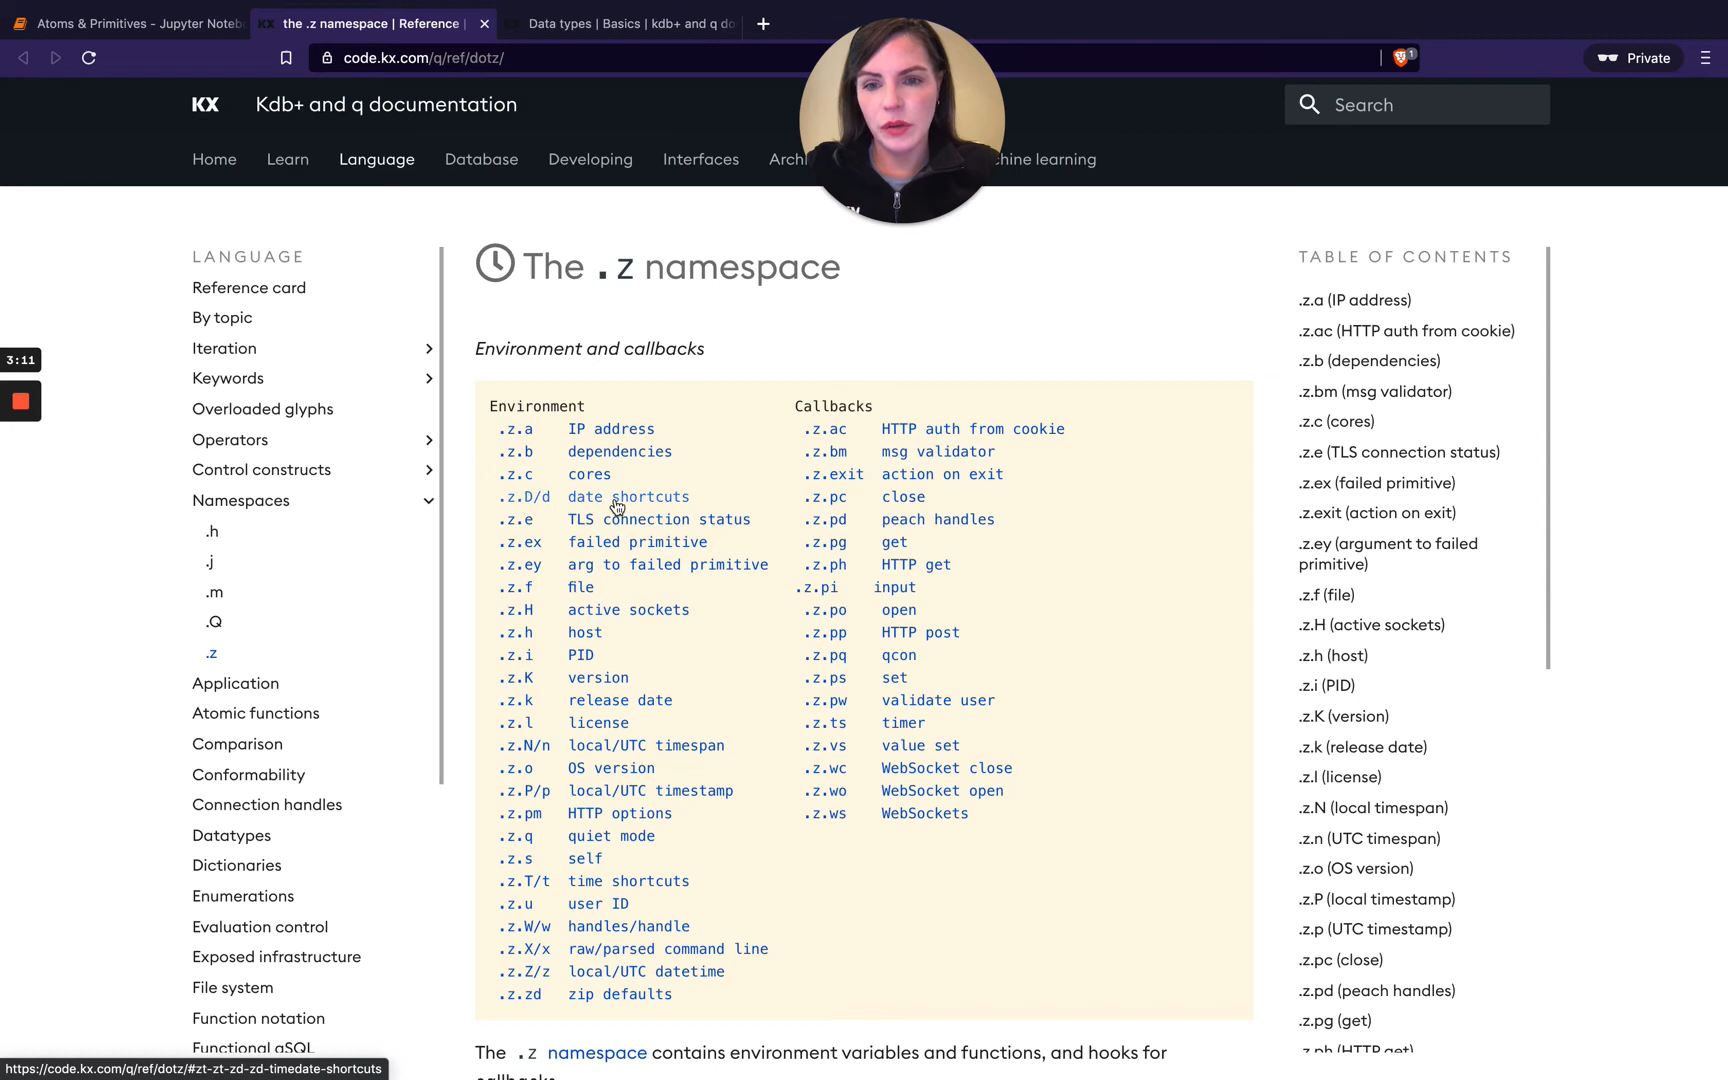 Atoms & Primitives - Jupyter Noteb
the .z namespace | Reference |
Data types | Basics | kdb+ and q do
code.kx.com/q/ref/dotz/
1
Private
KX
Kdb+ and q documentation
Search
Home
Learn
Language
Database
Developing
Interfaces
Archi
chine learning
3:11
LANGUAGE
Reference card
By topic
Iteration
Keywords
Overloaded glyphs
Operators
Control constructs
Namespaces
.h
.j
.m
.Q
.z
Application
Atomic functions
Comparison
Conformability
Connection handles
Datatypes
Dictionaries
Enumerations
Evaluation control
Exposed infrastructure
File system
Function notation
Functional qSQL
https://code.kx.com/q/ref/dotz/#zt-zt-zd-zd-timedate-shortcuts
The .z namespace
Environment and callbacks
Environment Callbacks
.z.a IP address .z.ac HTTP auth from cookie
.z.b dependencies .z.bm msg validator
.z.c cores .z.exit action on exit
.z.D/d date shortcuts .z.pc close
.z.e TLS connection status .z.pd peach handles
.z.ex failed primitive .z.pg get
.z.ey arg to failed primitive .z.ph HTTP get
.z.f file .z.pi input
.z.H active sockets .z.po open
.z.h host .z.pp HTTP post
.z.i PID .z.pq qcon
.z.K version .z.ps set
.z.k release date .z.pw validate user
.z.l license .z.ts timer
.z.N/n local/UTC timespan .z.vs value set
.z.o OS version .z.wc WebSocket close
.z.P/p local/UTC timestamp .z.wo WebSocket open
.z.pm HTTP options .z.ws WebSockets
.z.q quiet mode
.z.s self
.z.T/t time shortcuts
.z.u user ID
.z.W/w handles/handle
.z.X/x raw/parsed command line
.z.Z/z local/UTC datetime
.z.zd zip defaults
The .z namespace contains environment variables and functions, and hooks for
callbacks
TABLE OF CONTENTS
.z.a (IP address)
.z.ac (HTTP auth from cookie)
.z.b (dependencies)
.z.bm (msg validator)
.z.c (cores)
.z.e (TLS connection status)
.z.ex (failed primitive)
.z.exit (action on exit)
.z.ey (argument to failed
primitive)
.z.f (file)
.z.H (active sockets)
.z.h (host)
.z.i (PID)
.z.K (version)
.z.k (release date)
.z.l (license)
.z.N (local timespan)
.z.n (UTC timespan)
.z.o (OS version)
.z.P (local timestamp)
.z.p (UTC timestamp)
.z.pc (close)
.z.pd (peach handles)
.z.pg (get)
.z.ph (HTTP get)